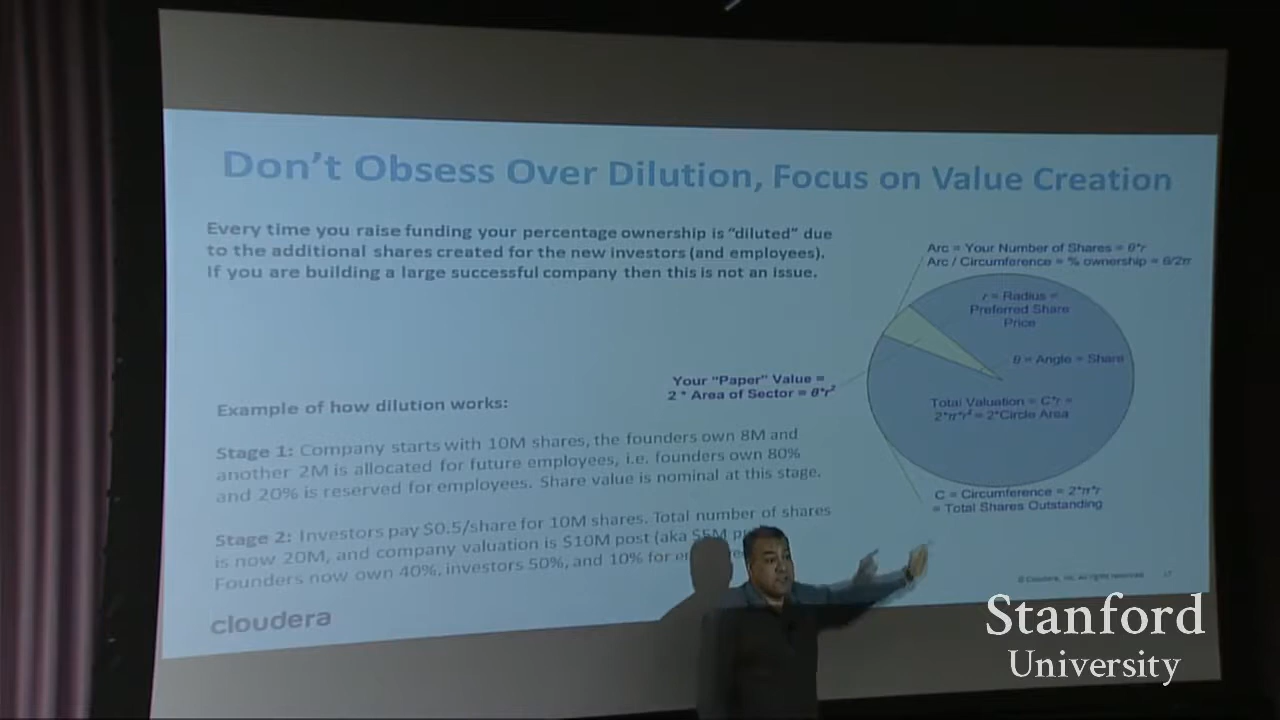 Don't Obsess Over Dilution, Focus on Value Creation
Every time you raise funding your percentage ownership is "diluted" due
to the additional shares created for the new investors (and employees).
If you are building a large successful company then this is not an issue.
Arc = Your Number of Shares = θ*r
Arc / Circumference = % ownership = θ/2π
r = Radius =
Preferred Share
Price
θ = Angle = Share
Your "Paper" Value =
2 * Area of Sector = θ*r²
Total Valuation = C*r =
2*π*r² = 2*Circle Area
C = Circumference = 2*π*r
= Total Shares Outstanding
Example of how dilution works:
Stage 1: Company starts with 10M shares, the founders own 8M and
another 2M is allocated for future employees, i.e. founders own 80%
and 20% is reserved for employees. Share value is nominal at this stage.
Stage 2: Investors pay $0.5/share for 10M shares. Total number of shares
is now 20M, and company valuation is $10M post (aka $5M
Founders now own 40%, investors 50%, and 10% for
cloudera
© Cloudera, Inc. All rights reserved.
17
Stanford
University